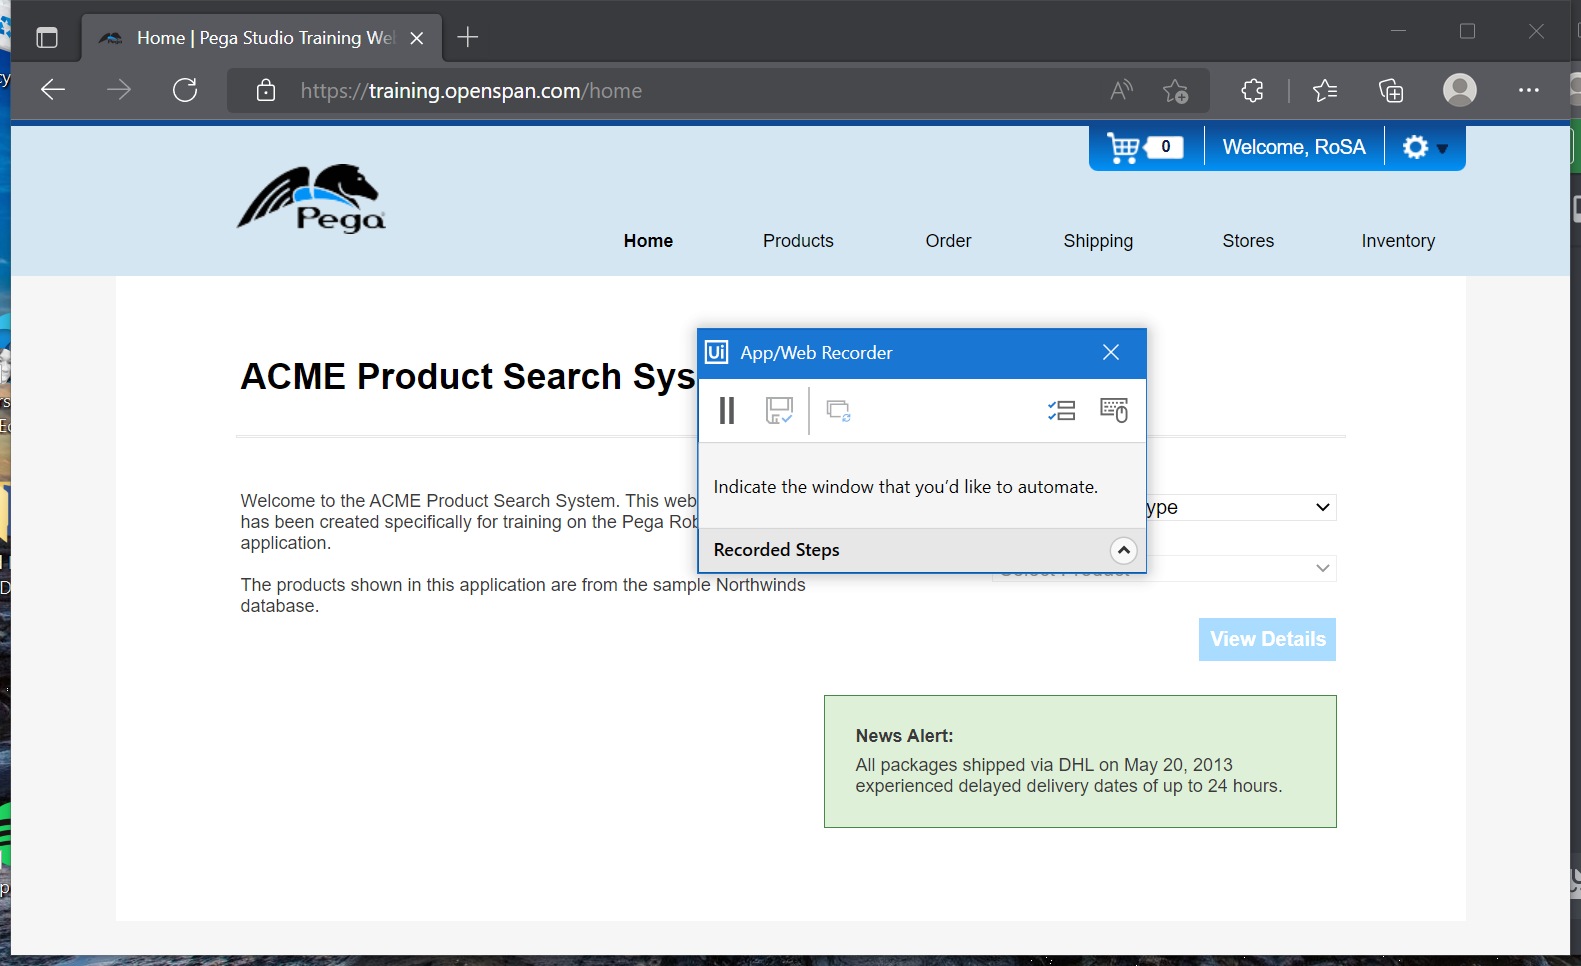 Home | Pega Studio Training We
https://training.openspan.com/home
0
Welcome, RoSA
Pega
Home Products Order Shipping Stores Inventory
ACME Product Search Sys
Ui App/Web Recorder
Indicate the window that you'd like to automate.
Recorded Steps
Welcome to the ACME Product Search System. This web
has been created specifically for training on the Pega Rob
application.
The products shown in this application are from the sample Northwinds
database.
ype
View Details
News Alert:
All packages shipped via DHL on May 20, 2013
experienced delayed delivery dates of up to 24 hours.